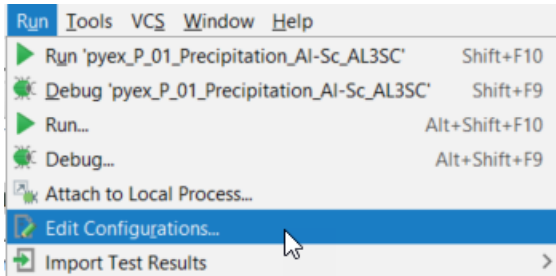 Run Tools VCS Window Help
Run 'pyex_P_01_Precipitation_Al-Sc_AL3SC' Shift+F10
Debug 'pyex_P_01_Precipitation_Al-Sc_AL3SC' Shift+F9
Run... Alt+Shift+F10
Debug... Alt+Shift+F9
Attach to Local Process...
Edit Configurations...
Import Test Results